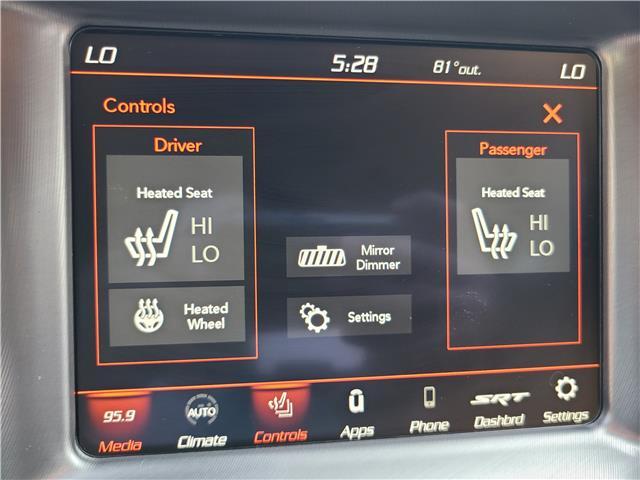 LO 5:28 81°out. LO
Controls X
Driver
Heated Seat
HI
LO
Heated
Wheel
Mirror
Dimmer
Settings
Passenger
Heated Seat
HI
LO
95.9 AUTO SRT
Media Climate Controls Apps Phone Dashbrd Settings